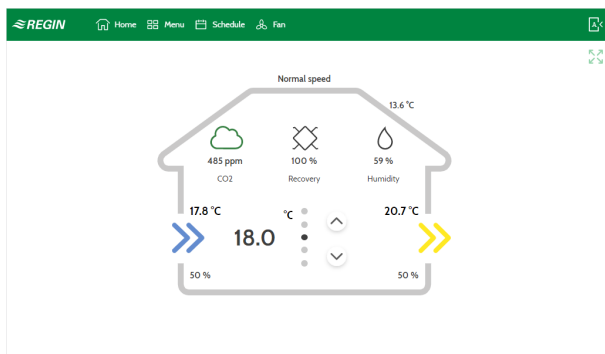 REGIN Home Menu Schedule Fan
Normal speed
13.6 °C
485 ppm 100 % 59 %
CO2 Recovery Humidity
17.8 °C °C 20.7 °C
18.0
50 % 50 %